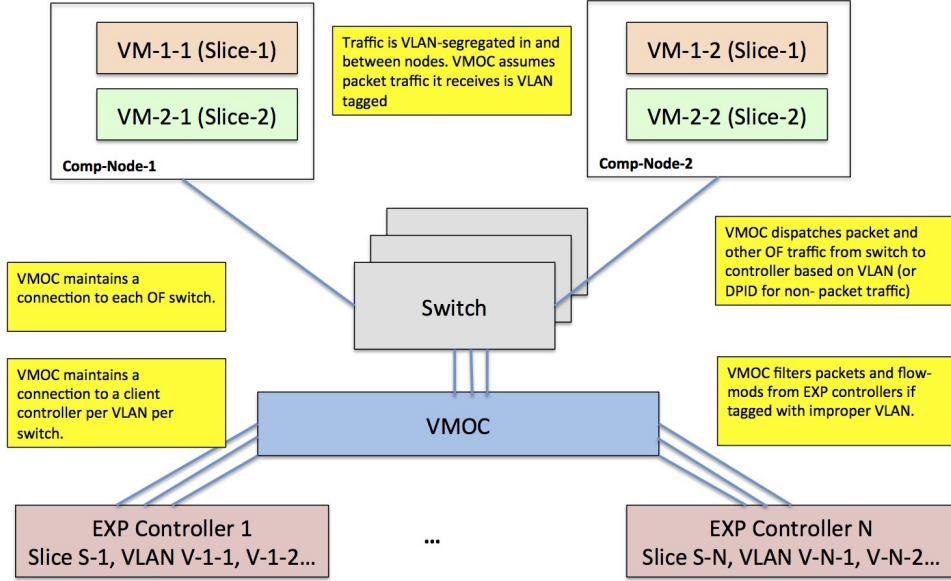 VM-1-1 (Slice-1)
VM-2-1 (Slice-2)
Comp-Node-1
Traffic is VLAN-segregated in and
between nodes. VMOC assumes
packet traffic it receives is VLAN
tagged
VM-1-2 (Slice-1)
VM-2-2 (Slice-2)
Comp-Node-2
VMOC dispatches packet and
other OF traffic from switch to
controller based on VLAN (or
DPID for non- packet traffic)
VMOC maintains a
connection to each OF switch.
Switch
VMOC maintains a
connection to a client
controller per VLAN per
switch.
VMOC filters packets and flow-
mods from EXP controllers if
tagged with improper VLAN.
VMOC
EXP Controller 1
Slice S-1, VLAN V-1-1, V-1-2...
...
EXP Controller N
Slice S-N, VLAN V-N-1, V-N-2...